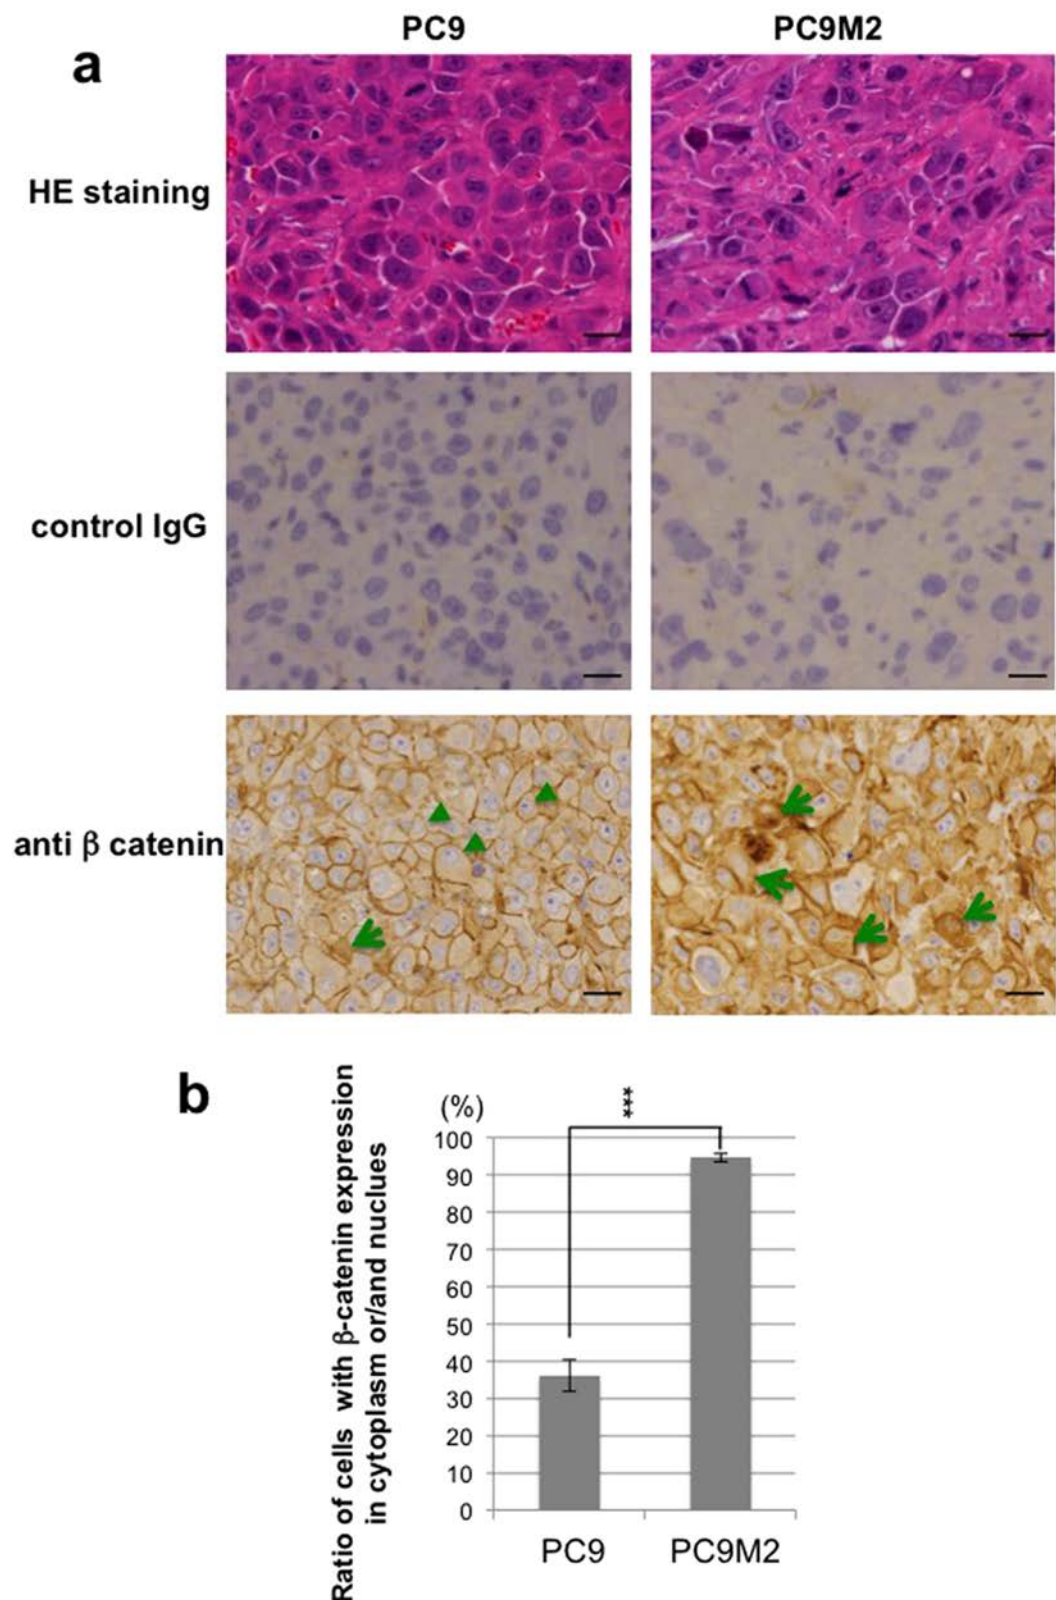 PC9
PC9M2
a
HE staining
control IgG
anti β catenin
b
Ratio of cells with β-catenin expression
in cytoplasm or/and nuclues
(%)
***
100
90
80
70
60
50
40
30
20
10
0
PC9
PC9M2